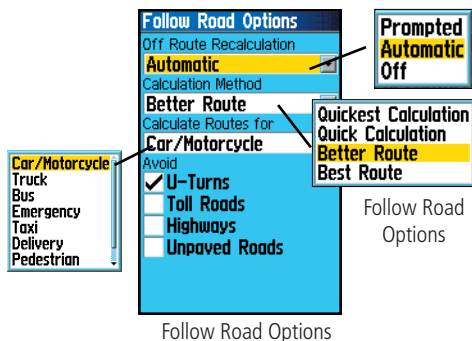 Follow Road Options
Off Route Recalculation
Automatic
Calculation Method
Better Route
Calculate Routes for
Car/Motorcycle
Avoid
U-Turns
Toll Roads
Highways
Unpaved Roads
Prompted
Automatic
Off
Quickest Calculation
Quick Calculation
Better Route
Best Route
Follow Road
Options
Car/Motorcycle
Truck
Bus
Emergency
Taxi
Delivery
Pedestrian
Follow Road Options